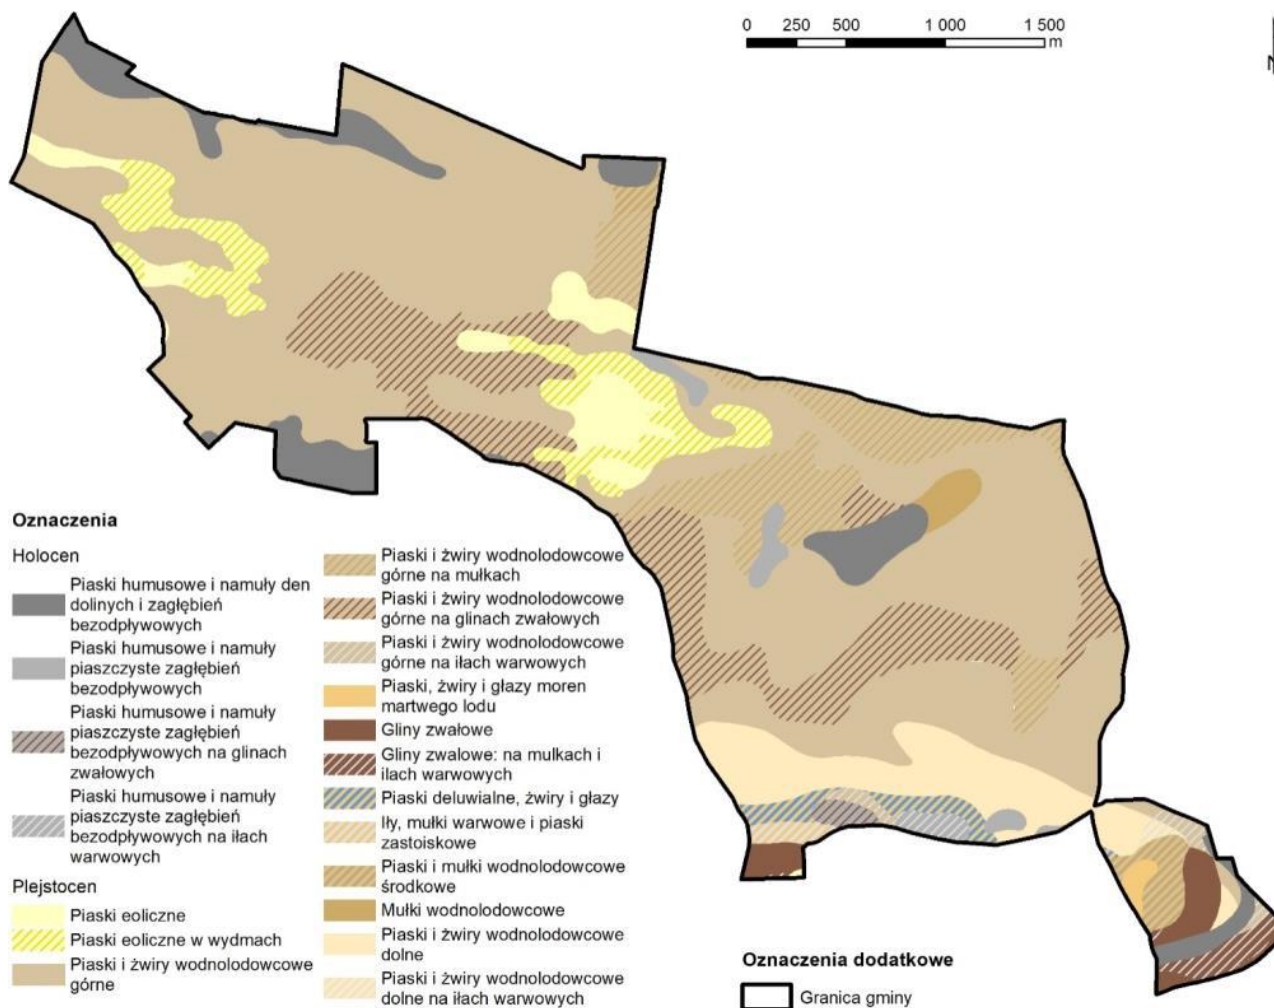 0 250 500 1 000 1 500
m
N
Oznaczenia
Holocen
Piaski humusowe i namuły den
dolinych i zagłębień
bezodpływowych
Piaski humusowe i namuły
piaszczyste zagłębień
bezodpływowych
Piaski humusowe i namuły
piaszczyste zagłębień
bezodpływowych na glinach
zwałowych
Piaski humusowe i namuły
piaszczyste zagłębień
bezodpływowych na iłach
warwowych
Plejstocen
Piaski eoliczne
Piaski eoliczne w wydmach
Piaski i żwiry wodnolodowcowe
górne
Piaski i żwiry wodnolodowcowe
górne na mułkach
Piaski i żwiry wodnolodowcowe
górne na glinach zwałowych
Piaski i żwiry wodnolodowcowe
górne na iłach warwowych
Piaski, żwiry i głazy moren
martwego lodu
Gliny zwałowe
Gliny zwalowe: na mulkach i
ilach warwowych
Piaski deluwialne, żwiry i głazy
Iły, mułki warwowe i piaski
zastoiskowe
Piaski i mułki wodnolodowcowe
środkowe
Mułki wodnolodowcowe
Piaski i żwiry wodnolodowcowe
dolne
Piaski i żwiry wodnolodowcowe
dolne na iłach warwowych
Oznaczenia dodatkowe
Granica gminy